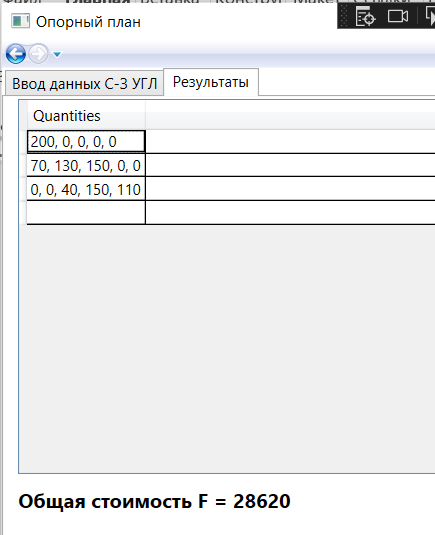 Опорный план
Ввод данных С-З УГЛ
Результаты
Quantities
200, 0, 0, 0, 0
70, 130, 150, 0, 0
0, 0, 40, 150, 110
Общая стоимость F = 28620